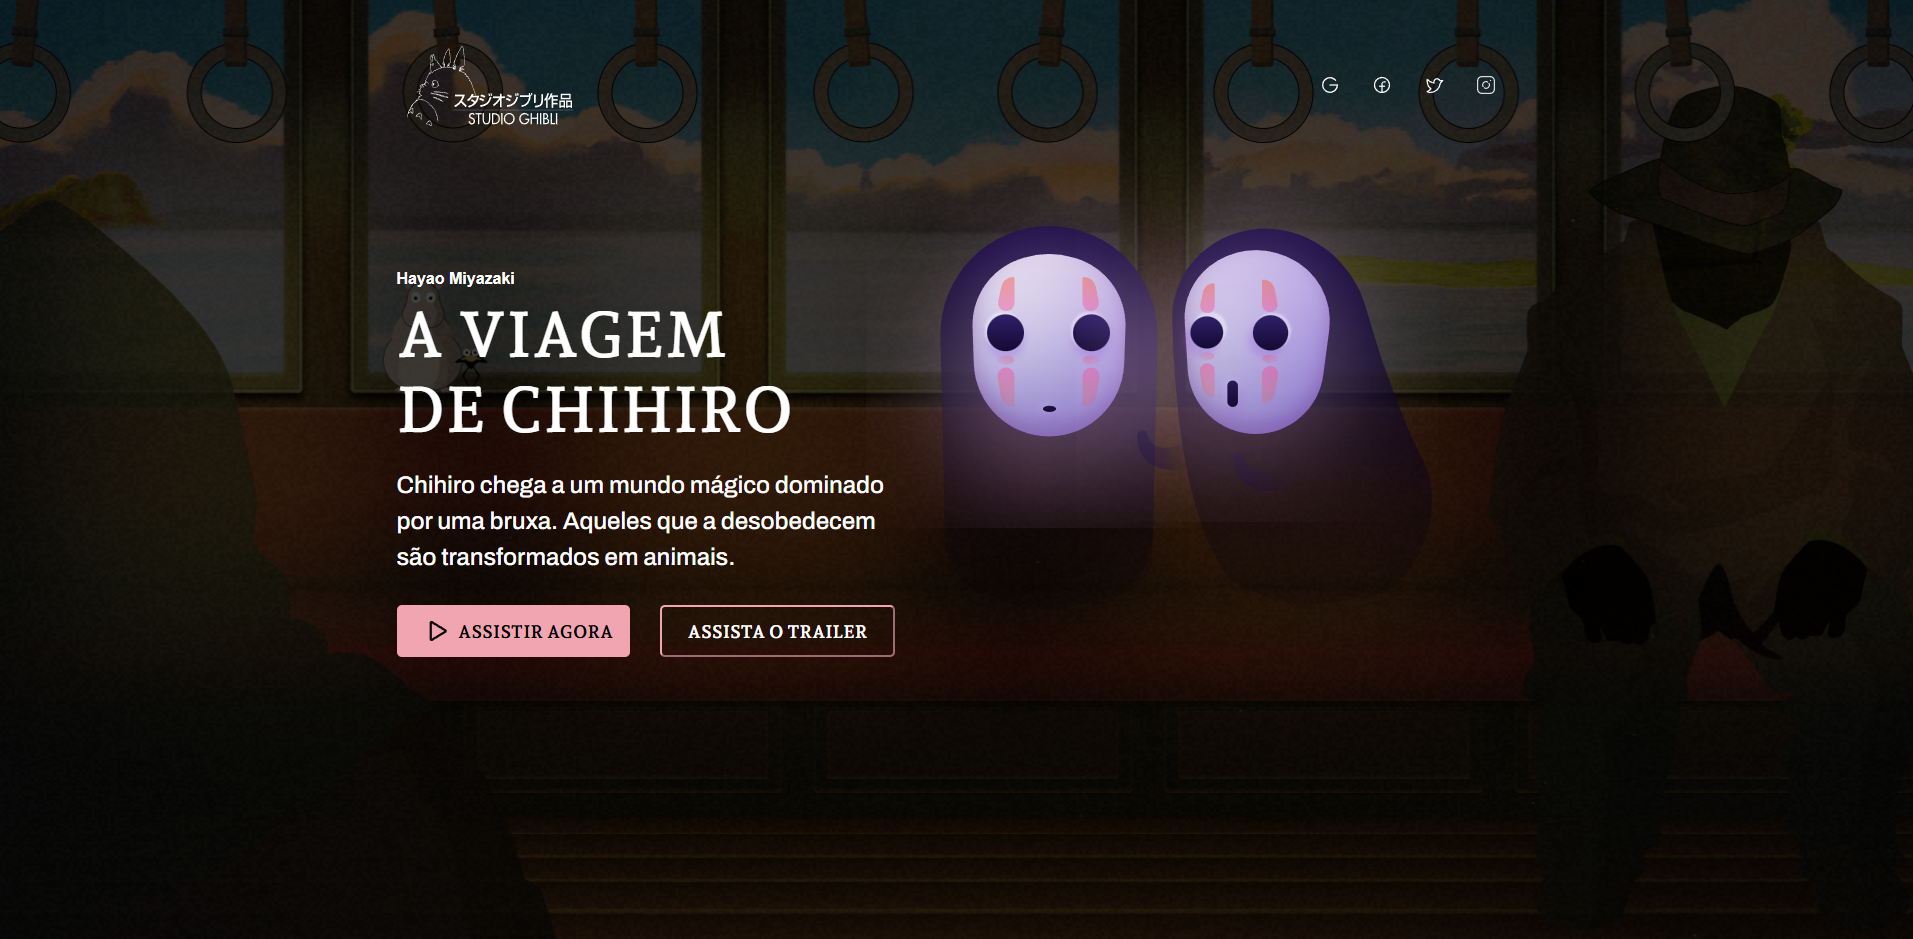 スタジオジブリ作品
STUDIO GHIBLI
Hayao Miyazaki
A VIAGEM
DE CHIHIRO
Chihiro chega a um mundo mágico dominado
por uma bruxa. Aqueles que a desobedecem
são transformados em animais.
ASSISTIR AGORA
ASSISTA O TRAILER